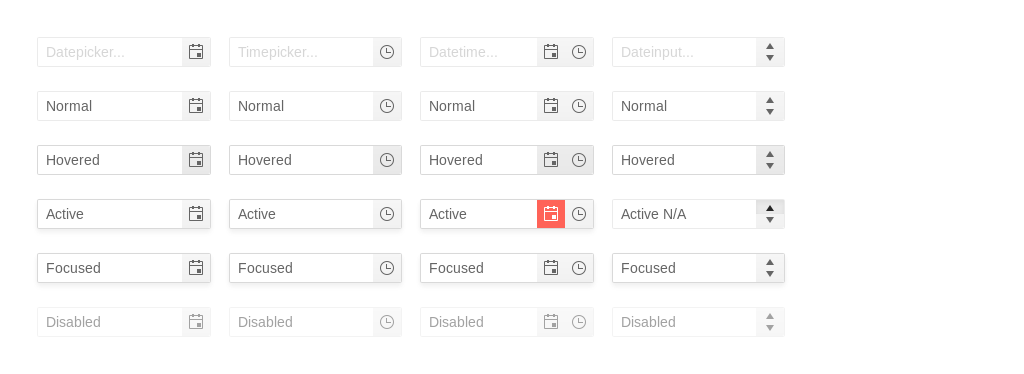 Datepicker... Timepicker... Datetime... Dateinput...
Normal Normal Normal Normal
Hovered Hovered Hovered Hovered
Active Active Active Active N/A
Focused Focused Focused Focused
Disabled Disabled Disabled Disabled